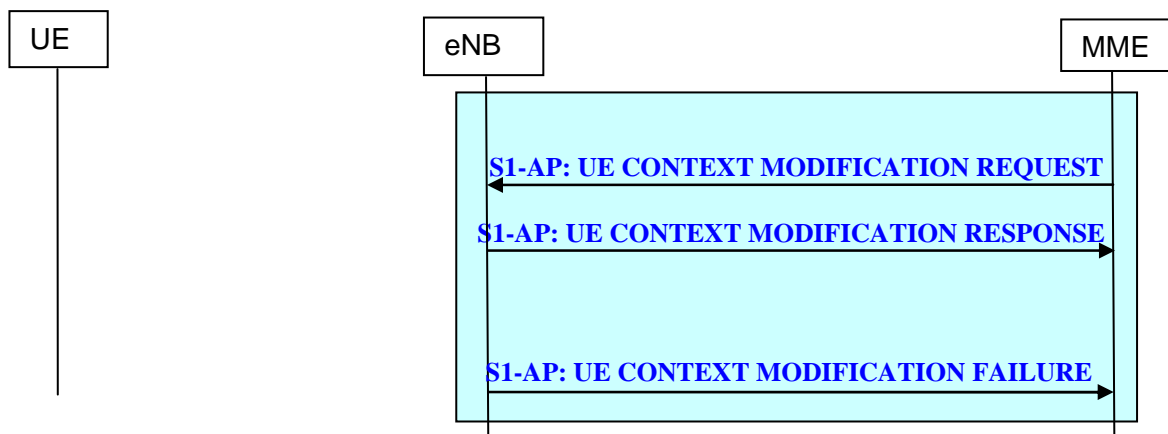 UE
eNB
MME
S1-AP: UE CONTEXT MODIFICATION REQUEST
S1-AP: UE CONTEXT MODIFICATION RESPONSE
S1-AP: UE CONTEXT MODIFICATION FAILURE